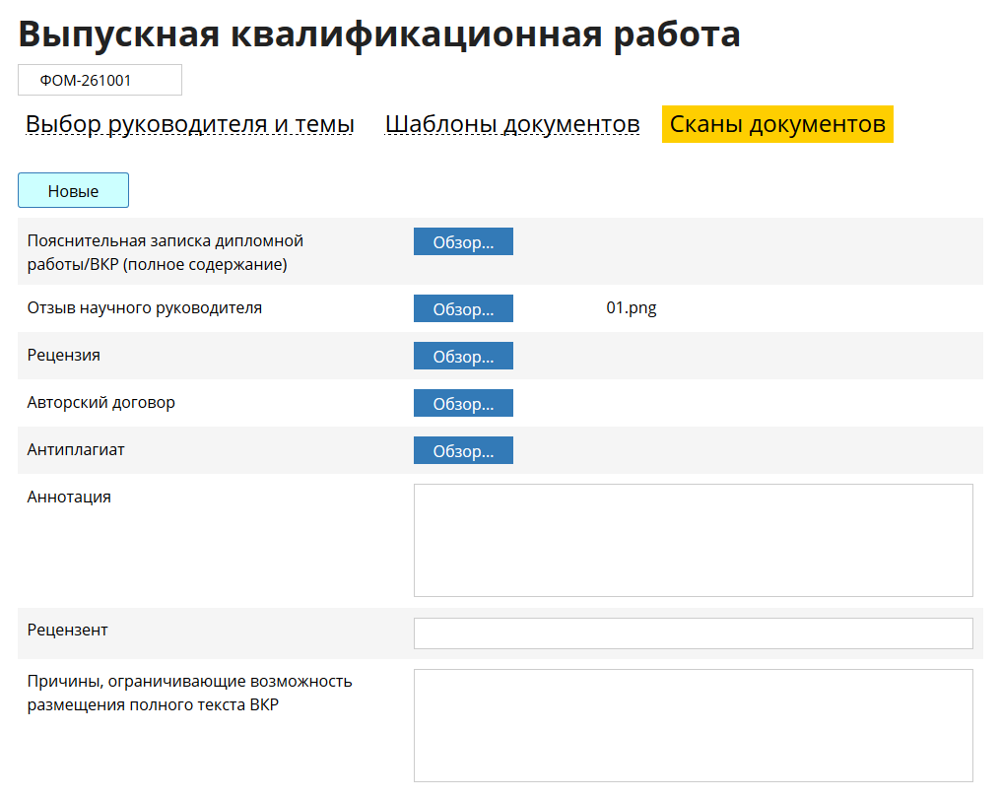 Выпускная квалификационная работа
ФОМ-261001
Выбор руководителя и темы Шаблоны документов Сканы документов
Новые
Пояснительная записка дипломной
работы/ВКР (полное содержание)
Обзор...
Отзыв научного руководителя Обзор... 01.png
Рецензия Обзор...
Авторский договор Обзор...
Антиплагиат Обзор...
Аннотация
Рецензент
Причины, ограничивающие возможность
размещения полного текста ВКР